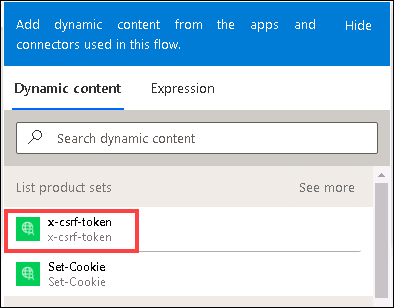 Add dynamic content from the apps and Hide
connectors used in this flow.
Dynamic content Expression
Search dynamic content
List product sets See more
x-csrf-token
x-csrf-token
Set-Cookie
Set-Cookie